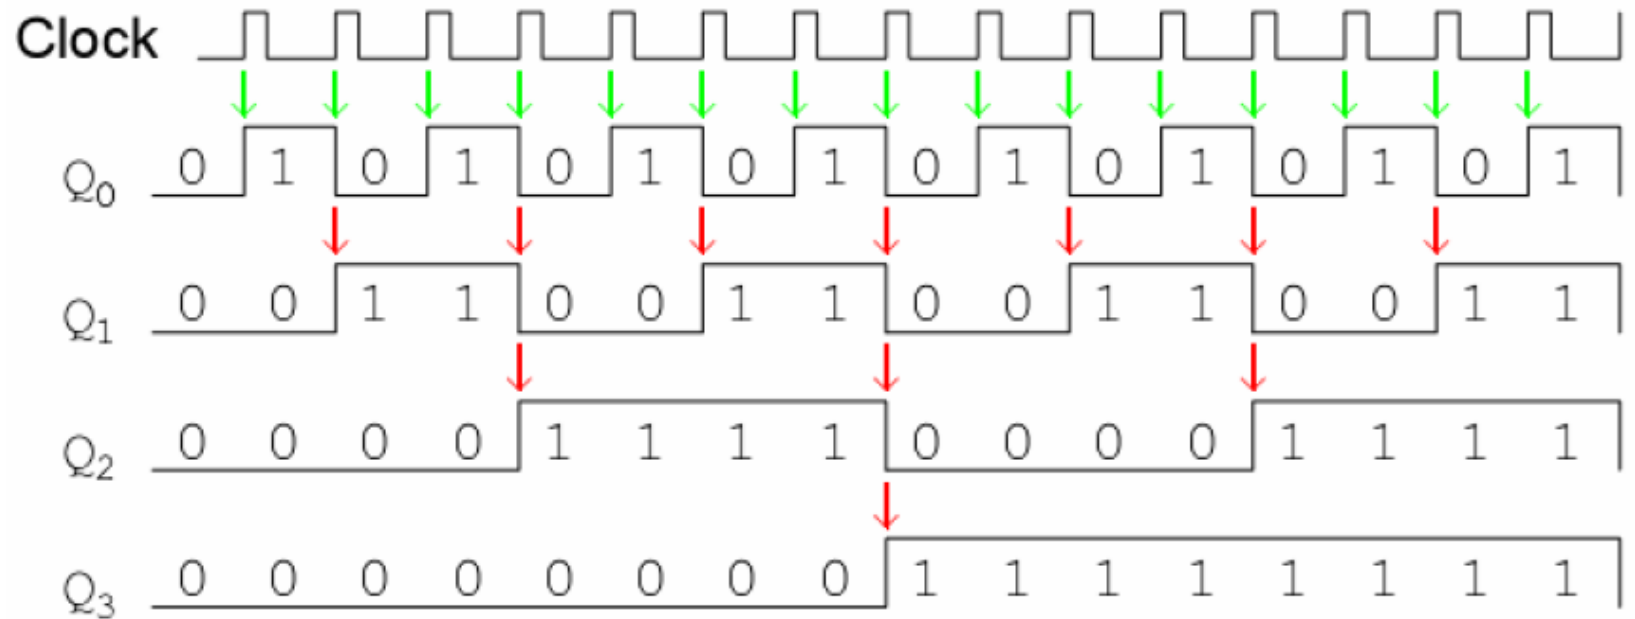 Clock
Q0 0 1 0 1 0 1 0 1 0 1 0 1 0 1 0 1
Q1 0 0 1 1 0 0 1 1 0 0 1 1 0 0 1 1
Q2 0 0 0 0 1 1 1 1 0 0 0 0 1 1 1 1
Q3 0 0 0 0 0 0 0 0 1 1 1 1 1 1 1 1